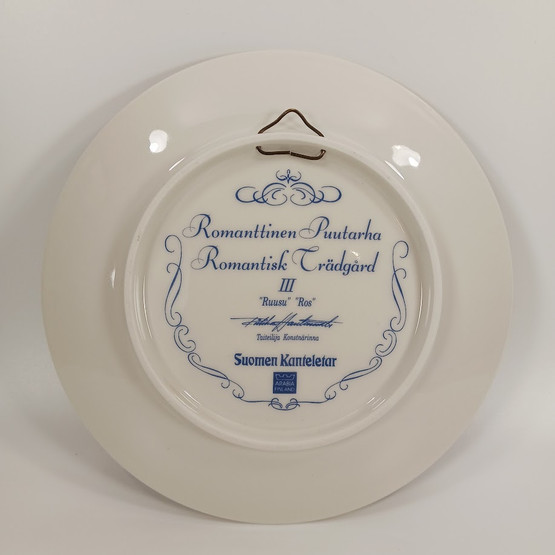 Romanttinen Puutarha
Romantisk Trädgård
III
"Ruusu" "Ros"
Taiteilija Konstnärinna
Suomen Kanteletar
ARABIA
FINLAND